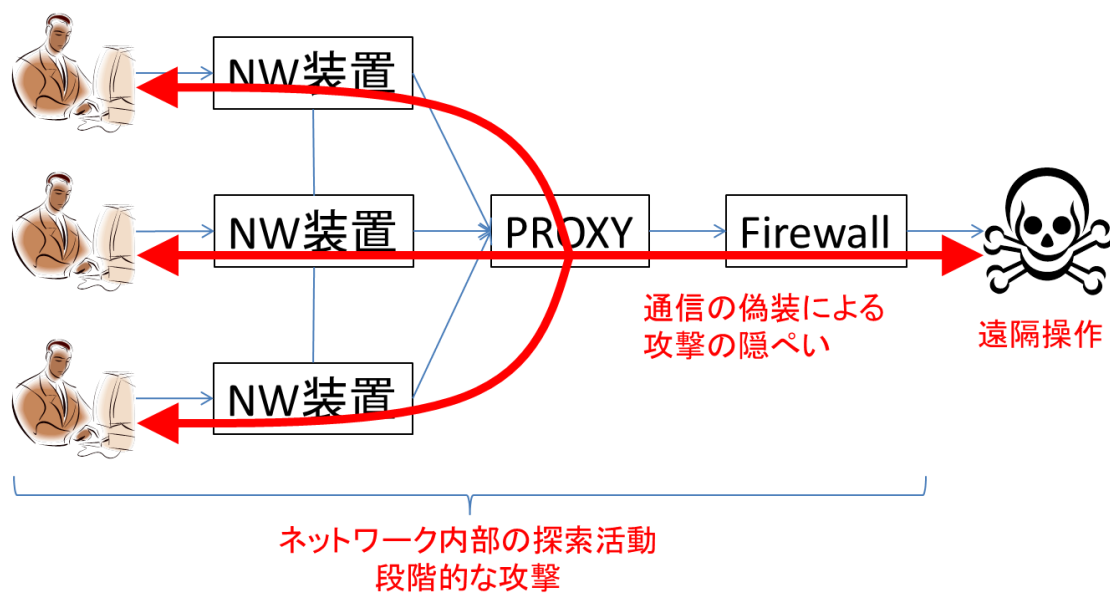 NW装置
NW装置
PROXY
Firewall
通信の偽装による
攻撃の隠ぺい
遠隔操作
NW装置
ネットワーク内部の探索活動
段階的な攻撃